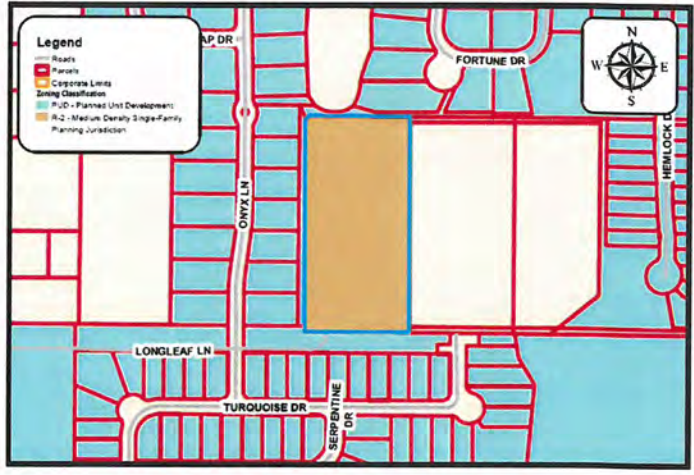 Legend
Roads
Parcels
Corporate Limits
Zoning Classification
PUD - Planned Unit Development
R-2 - Medium Density Single-Family
Planning Jurisdiction
AP DR
FORTUNE DR
N
W
E
S
HEMLOCK D
ONYX LN
LONGLEAF LN
TURQUOISE DR
SERPENTINE
DR